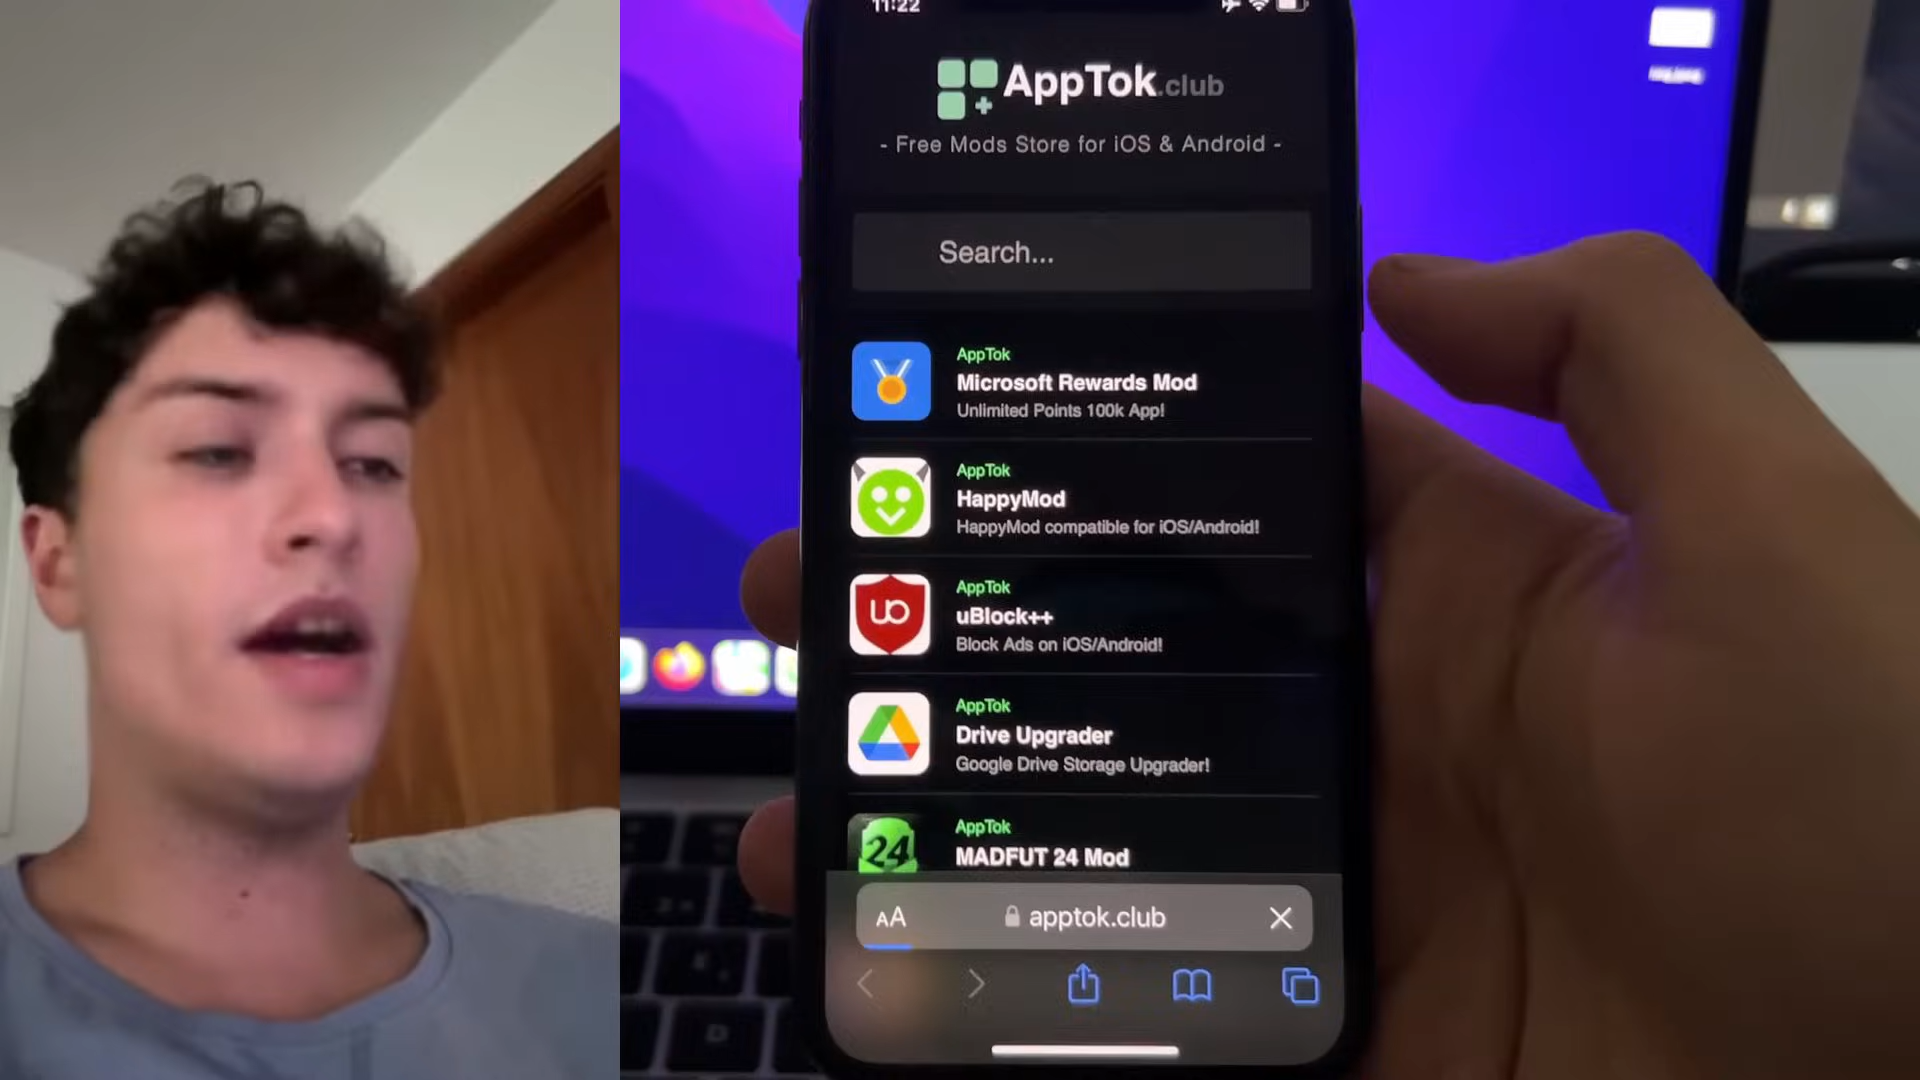 11:22
AppTok.club
- Free Mods Store for iOS & Android -
Search...
AppTok
Microsoft Rewards Mod
Unlimited Points 100k App!
AppTok
HappyMod
HappyMod compatible for iOS/Android!
UO
AppTok
uBlock++
Block Ads on iOS/Android!
AppTok
Drive Upgrader
Google Drive Storage Upgrader!
24
AppTok
MADFUT 24 Mod
AA
apptok.club
D